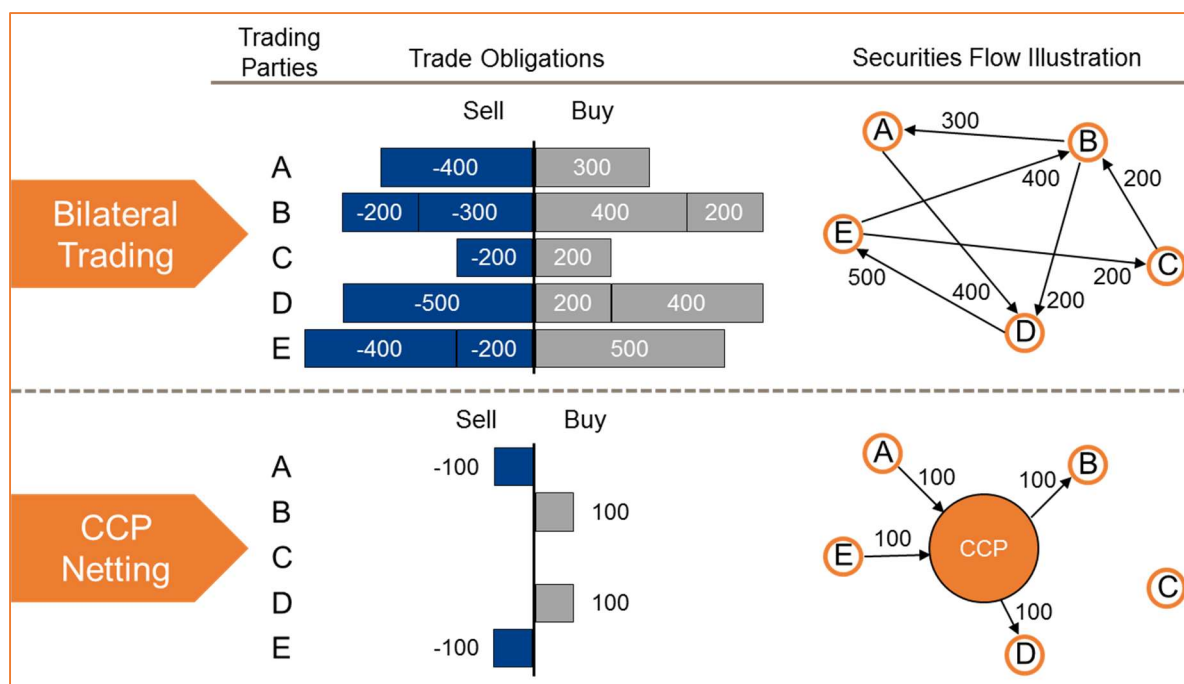 Trading
Parties
Trade Obligations
Securities Flow Illustration
Bilateral
Trading
Sell Buy
A -400 300
B -200 -300 400 200
C -200 200
D -500 200 400
E -400 -200 500
A
300
B
400
200
E
200
C
500
400
200
D
CCP
Netting
Sell Buy
A -100
B 100
C
D 100
E -100
A
B
100
100
E
100
CCP
C
100
D